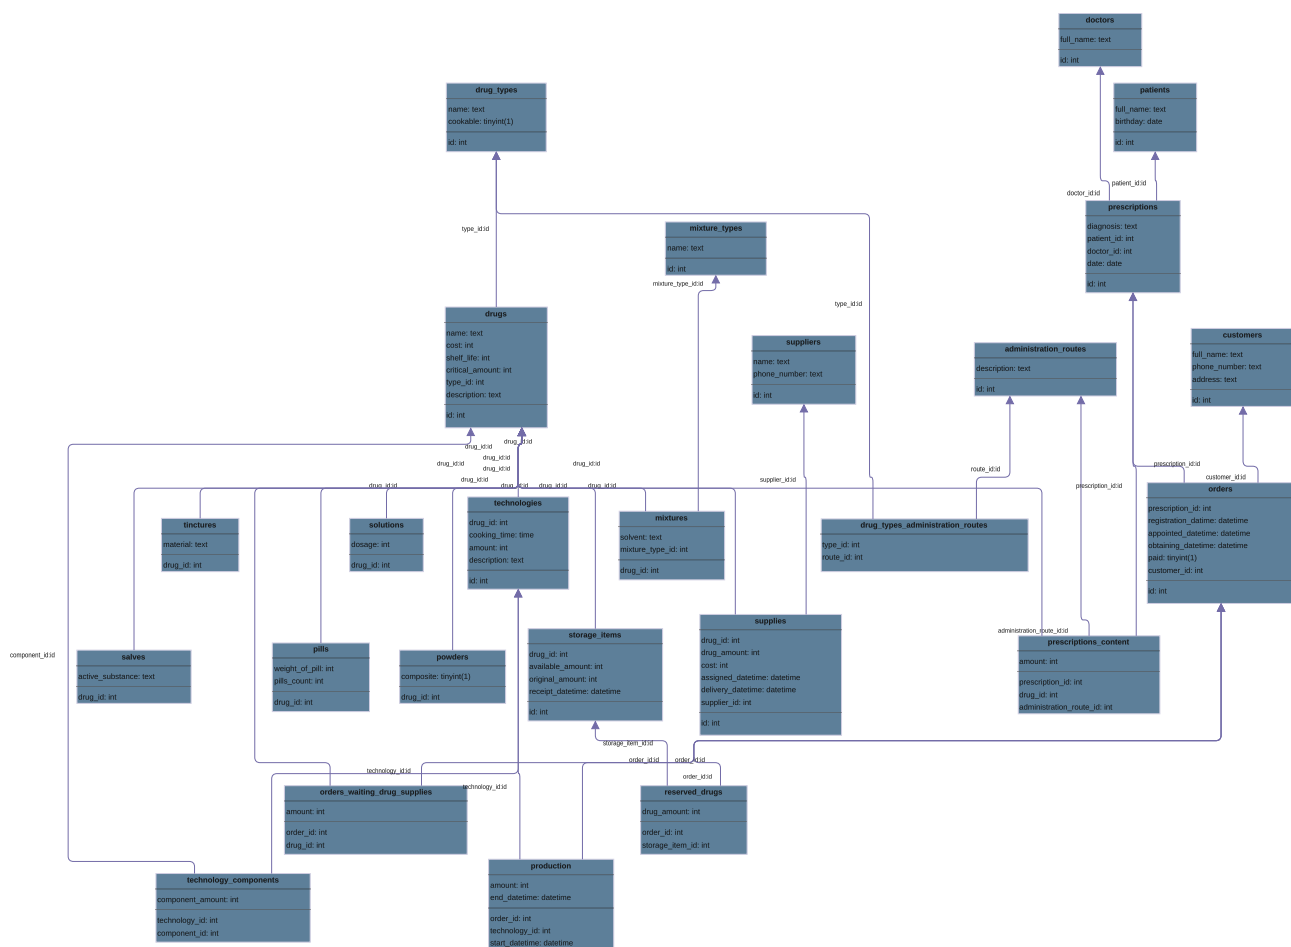 doctors
full_name: text
id: int
drug_types
name: text
cookable: tinyint(1)
id: int
patients
full_name: text
birthday: date
id: int
patient_id:id
doctor_id:id
prescriptions
diagnosis: text
patient_id: int
doctor_id: int
date: date
id: int
type_id:id
mixture_types
name: text
id: int
mixture_type_id:id
type_id:id
drugs
name: text
cost: int
shelf_life: int
critical_amount: int
type_id: int
description: text
id: int
suppliers
name: text
phone_number: text
id: int
administration_routes
description: text
id: int
customers
full_name: text
phone_number: text
address: text
id: int
drug_id:id
drug_id:id
drug_id:id
drug_id:id
drug_id:id
drug_id:id
drug_id:id
drug_id:id
drug_id:id
drug_id:id
drug_id:id
supplier_id:id
route_id:id
prescription_id:id
prescription_id:id
customer_id:id
tinctures
material: text
drug_id: int
solutions
dosage: int
drug_id: int
technologies
drug_id: int
cooking_time: time
amount: int
description: text
id: int
mixtures
solvent: text
mixture_type_id: int
drug_id: int
drug_types_administration_routes
type_id: int
route_id: int
orders
prescription_id: int
registration_datime: datetime
appointed_datetime: datetime
obtaining_datetime: datetime
paid: tinyint(1)
customer_id: int
id: int
component_id:id
salves
active_substance: text
drug_id: int
pills
weight_of_pill: int
pills_count: int
drug_id: int
powders
composite: tinyint(1)
drug_id: int
storage_items
drug_id: int
available_amount: int
original_amount: int
receipt_datetime: datetime
id: int
supplies
drug_id: int
drug_amount: int
cost: int
assigned_datetime: datetime
delivery_datetime: datetime
supplier_id: int
id: int
administration_route_id:id
prescriptions_content
amount: int
prescription_id: int
drug_id: int
administration_route_id: int
storage_item_id:id
order_id:id
order_id:id
order_id:id
technology_id:id
technology_id:id
orders_waiting_drug_supplies
amount: int
order_id: int
drug_id: int
reserved_drugs
drug_amount: int
order_id: int
storage_item_id: int
technology_components
component_amount: int
technology_id: int
component_id: int
production
amount: int
end_datetime: datetime
order_id: int
technology_id: int
start_datetime: datetime